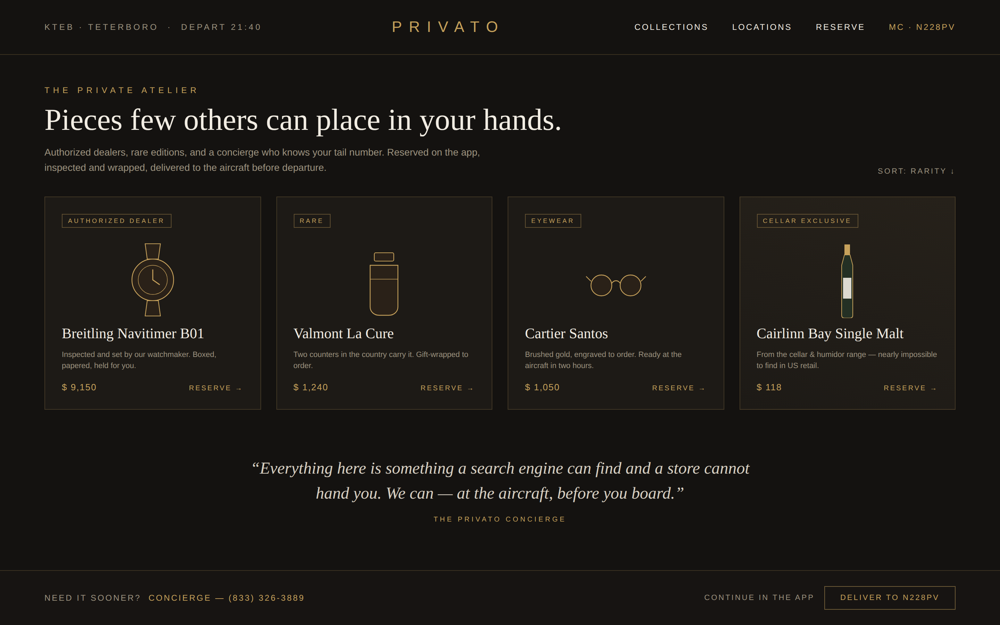 KTEB · TETERBORO · DEPART 21:40
PRIVATO
COLLECTIONS LOCATIONS RESERVE MC · N228PV
THE PRIVATE ATELIER
Pieces few others can place in your hands.
Authorized dealers, rare editions, and a concierge who knows your tail number. Reserved on the app,
inspected and wrapped, delivered to the aircraft before departure.
SORT: RARITY ↓
AUTHORIZED DEALER
Breitling Navitimer B01
Inspected and set by our watchmaker. Boxed,
papered, held for you.
$ 9,150 RESERVE →
RARE
Valmont La Cure
Two counters in the country carry it. Gift-wrapped to
order.
$ 1,240 RESERVE →
EYEWEAR
Cartier Santos
Brushed gold, engraved to order. Ready at the
aircraft in two hours.
$ 1,050 RESERVE →
CELLAR EXCLUSIVE
Cairlinn Bay Single Malt
From the cellar & humidor range — nearly impossible
to find in US retail.
$ 118 RESERVE →
“Everything here is something a search engine can find and a store cannot
hand you. We can — at the aircraft, before you board.”
THE PRIVATO CONCIERGE
NEED IT SOONER? CONCIERGE — (833) 326-3889
CONTINUE IN THE APP DELIVER TO N228PV